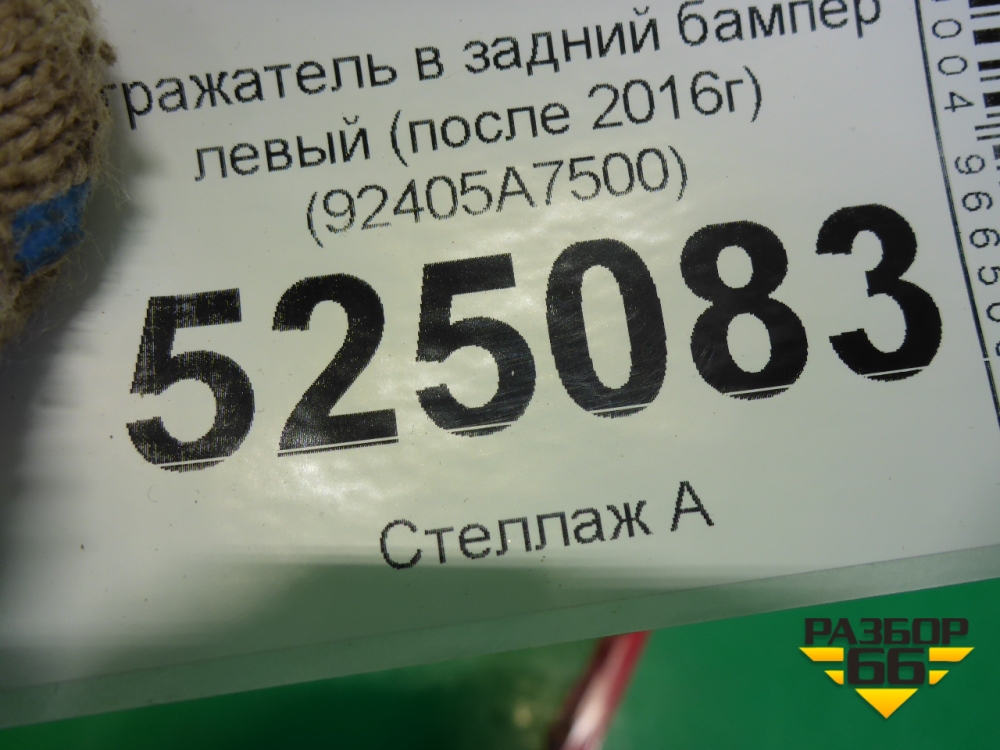 тражатель в задний бампер
левый (после 2016г)
(92405A7500)
525083
Стеллаж А
РАЗБОР
66